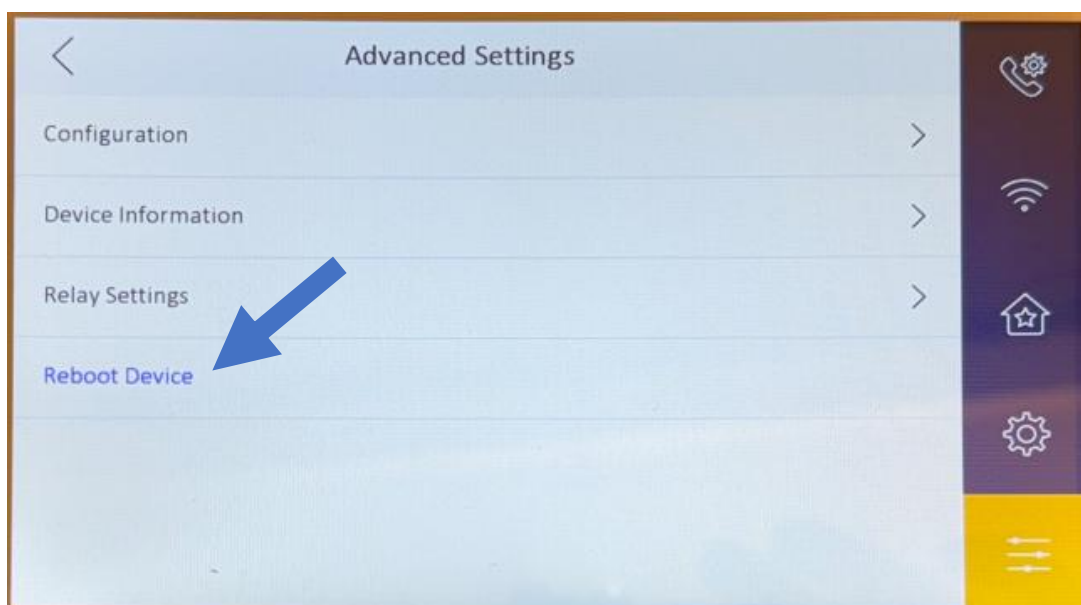 Advanced Settings
Configuration
Device Information
Relay Settings
Reboot Device